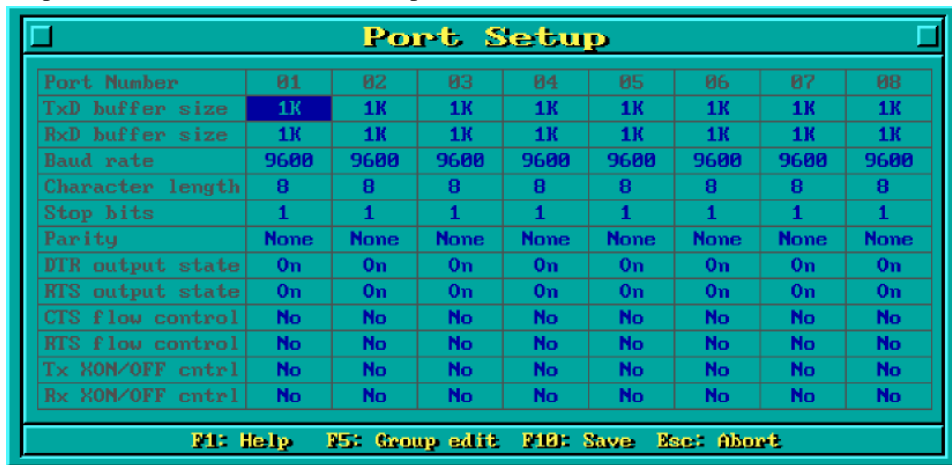 Port Setup
Port Number 01 02 03 04 05 06 07 08
TxD buffer size 1K 1K 1K 1K 1K 1K 1K 1K
RxD buffer size 1K 1K 1K 1K 1K 1K 1K 1K
Baud rate 9600 9600 9600 9600 9600 9600 9600 9600
Character length 8 8 8 8 8 8 8 8
Stop bits 1 1 1 1 1 1 1 1
Parity None None None None None None None None
DTR output state On On On On On On On On
RTS output state On On On On On On On On
CTS flow control No No No No No No No No
RTS flow control No No No No No No No No
Tx XON/OFF cntrl No No No No No No No No
Rx XON/OFF cntrl No No No No No No No No
F1: Help F5: Group edit F10: Save Esc: Abort